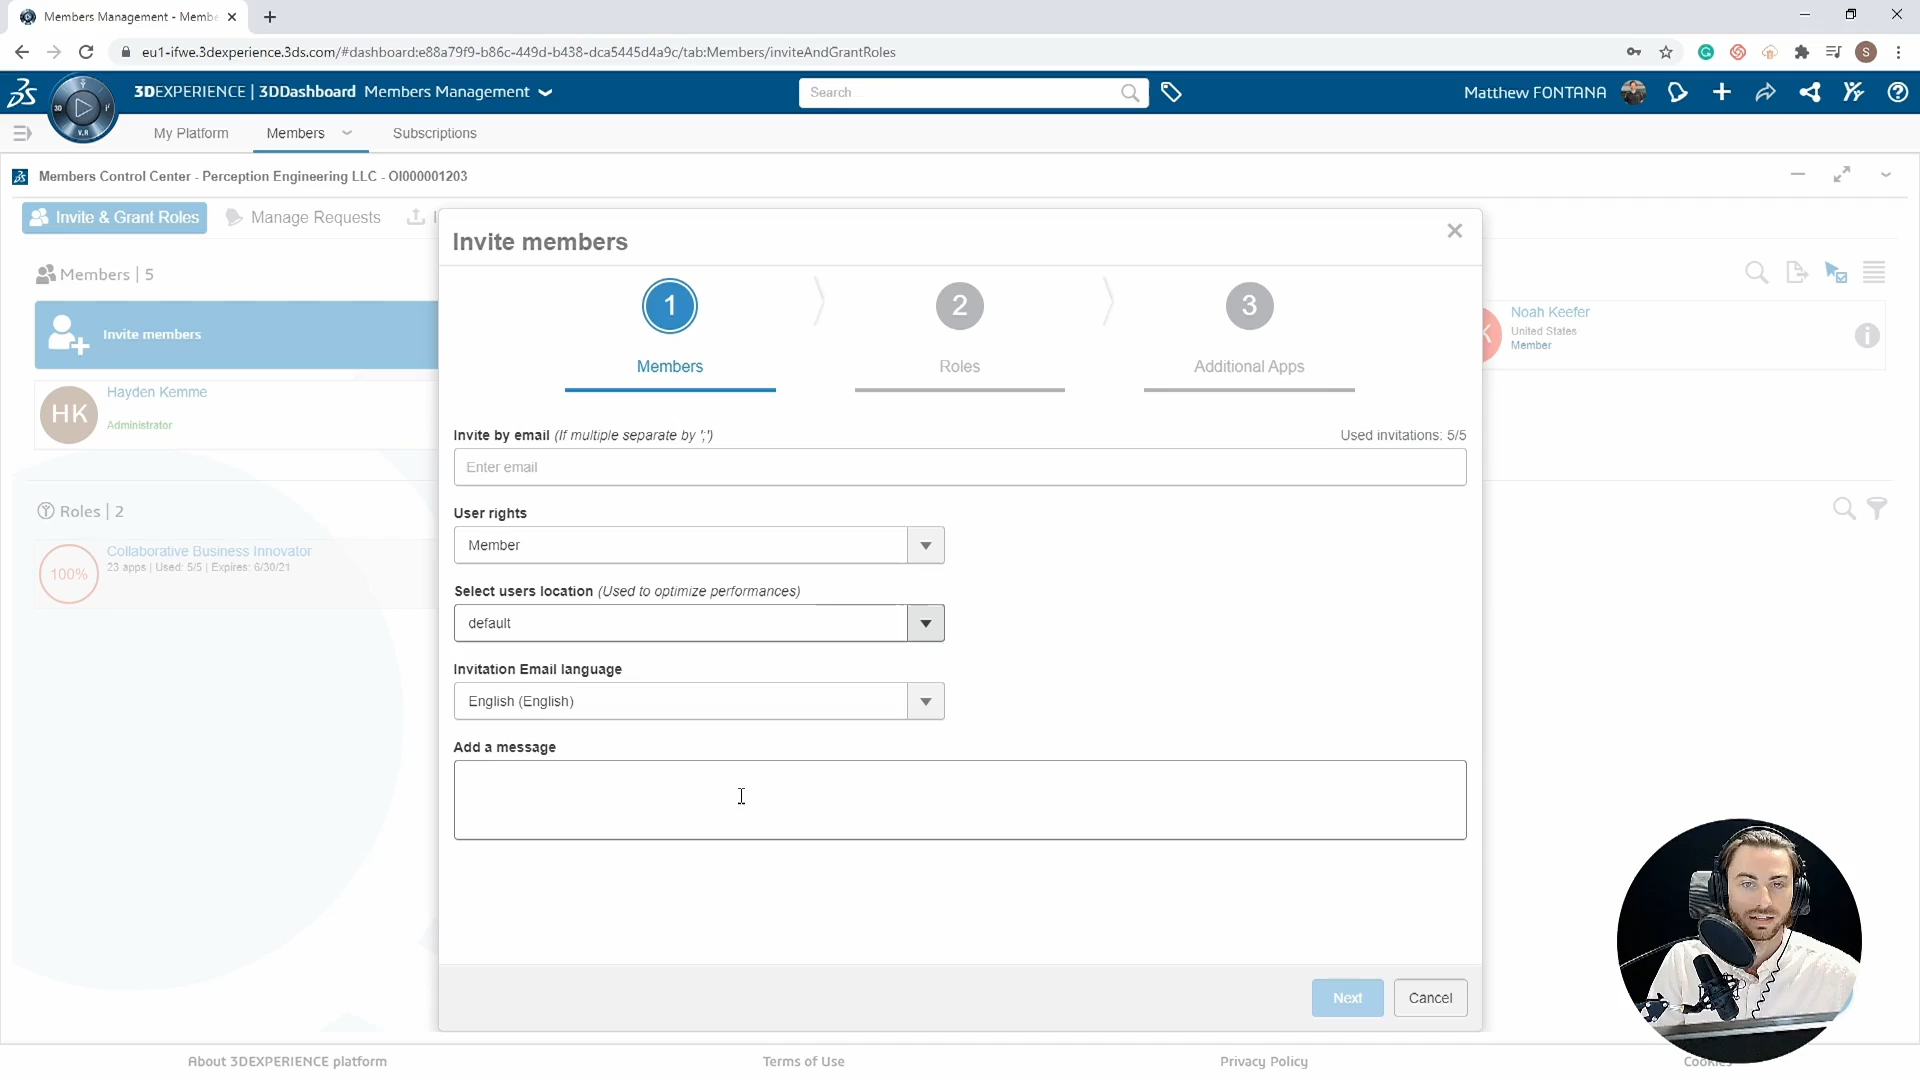 Members Management - Membe
eu1-ifwe.3dexperience.3ds.com/#dashboard:e88a79f9-b86c-449d-b438-dca5445d4a9c/tab:Members/inviteAndGrantRoles
S
3D
V.R
3DEXPERIENCE | 3DDashboard Members Management
Search
Matthew FONTANA
My Platform
Members
Subscriptions
Members Control Center - Perception Engineering LLC - OI000001203
Invite & Grant Roles
Manage Requests
Members | 5
Invite members
HK
Hayden Kemme
Administrator
Roles | 2
100%
Collaborative Business Innovator
23 apps | Used: 5/5 | Expires: 6/30/21
Noah Keefer
United States
Member
Invite members
1
2
3
Members
Roles
Additional Apps
Invite by email (If multiple separate by ';')
Used invitations: 5/5
Enter email
User rights
Member
Select users location (Used to optimize performances)
default
Invitation Email language
English (English)
Add a message
Next
Cancel
About 3DEXPERIENCE platform
Terms of Use
Privacy Policy
Cookies